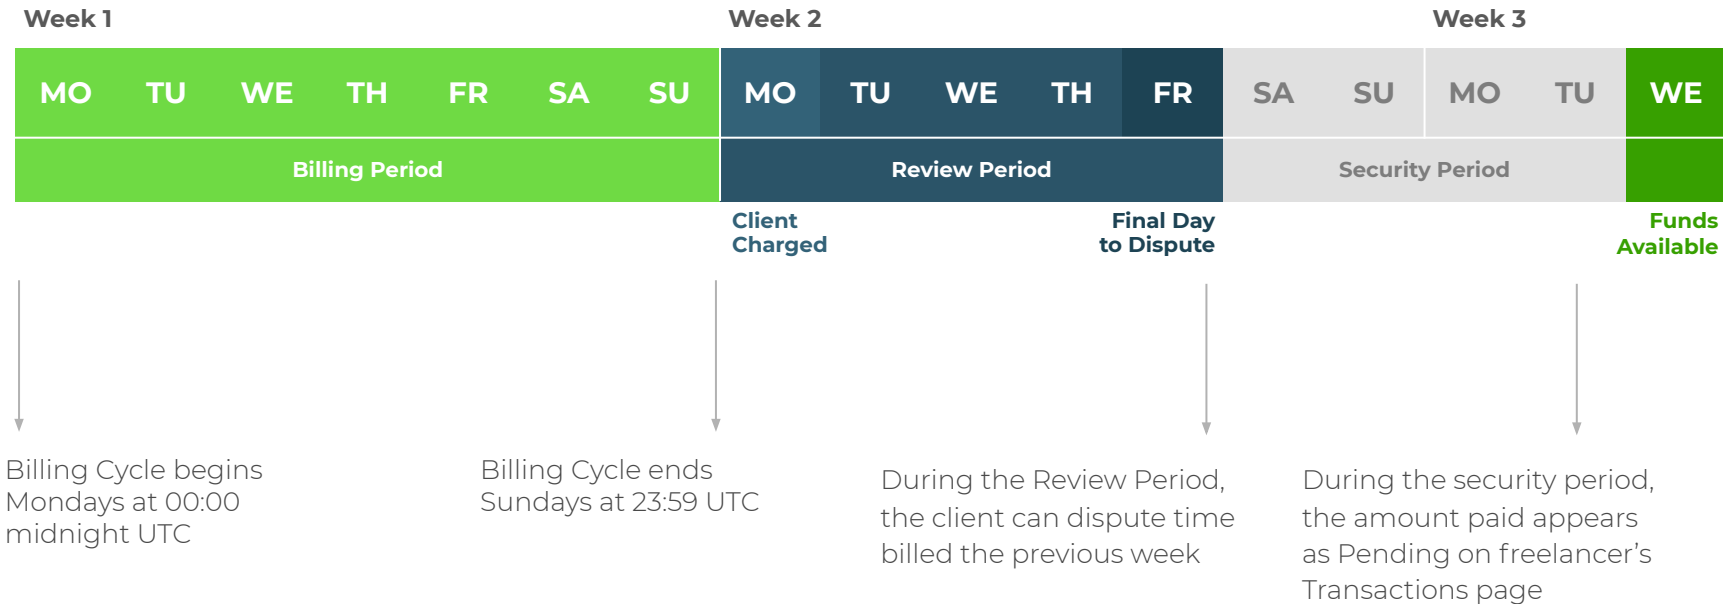 Week 1
Week 2
Week 3
MO TU WE TH FR SA SU MO TU WE TH FR SA SU MO TU WE
Billing Period
Review Period
Security Period
Client
Charged
Final Day
to Dispute
Funds
Available
Billing Cycle begins
Mondays at 00:00
midnight UTC
Billing Cycle ends
Sundays at 23:59 UTC
During the Review Period,
the client can dispute time
billed the previous week
During the security period,
the amount paid appears
as Pending on freelancer’s
Transactions page